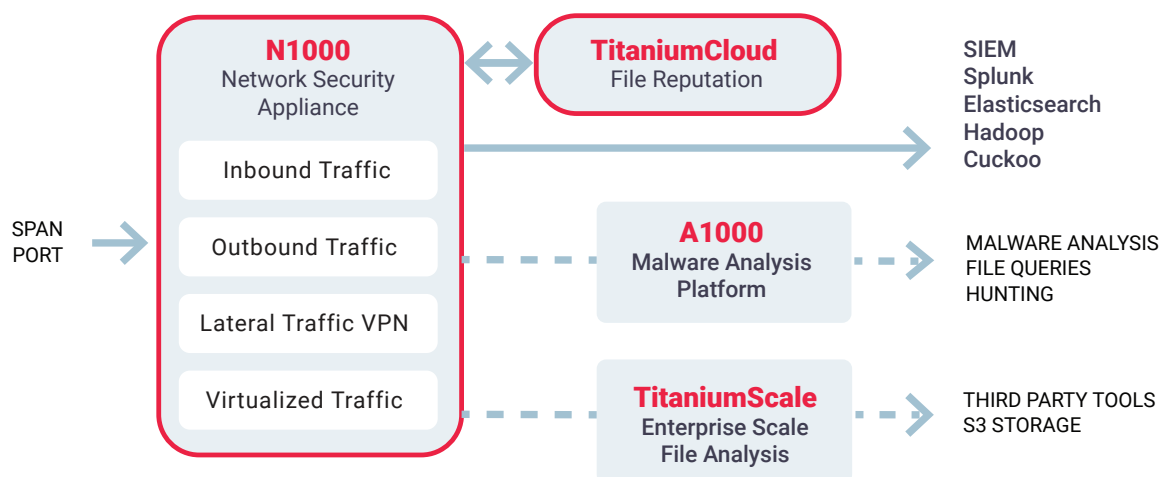 SPAN
PORT
N1000
Network Security
Appliance
Inbound Traffic
Outbound Traffic
Lateral Traffic VPN
Virtualized Traffic
TitaniumCloud
File Reputation
SIEM
Splunk
Elasticsearch
Hadoop
Cuckoo
A1000
Malware Analysis
Platform
MALWARE ANALYSIS
FILE QUERIES
HUNTING
TitaniumScale
Enterprise Scale
File Analysis
THIRD PARTY TOOLS
S3 STORAGE